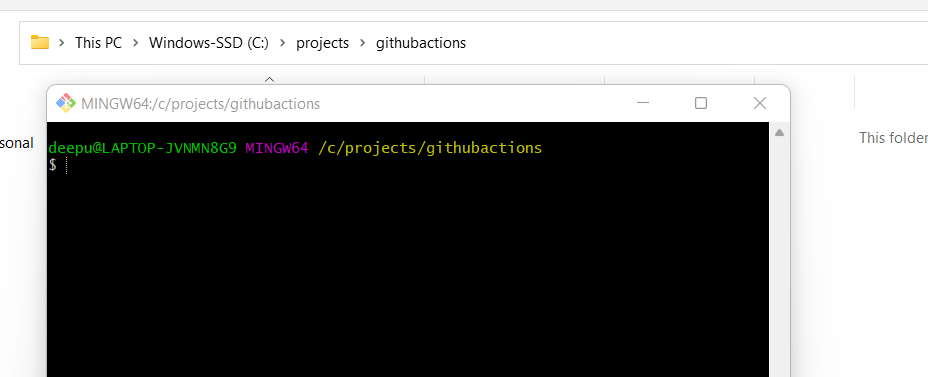 This PC > Windows-SSD (C:) > projects > githubactions
MINGW64:/c/projects/githubactions
sonal
This folder
deepu@LAPTOP-JVNMN8G9 MINGW64 /c/projects/githubactions
$